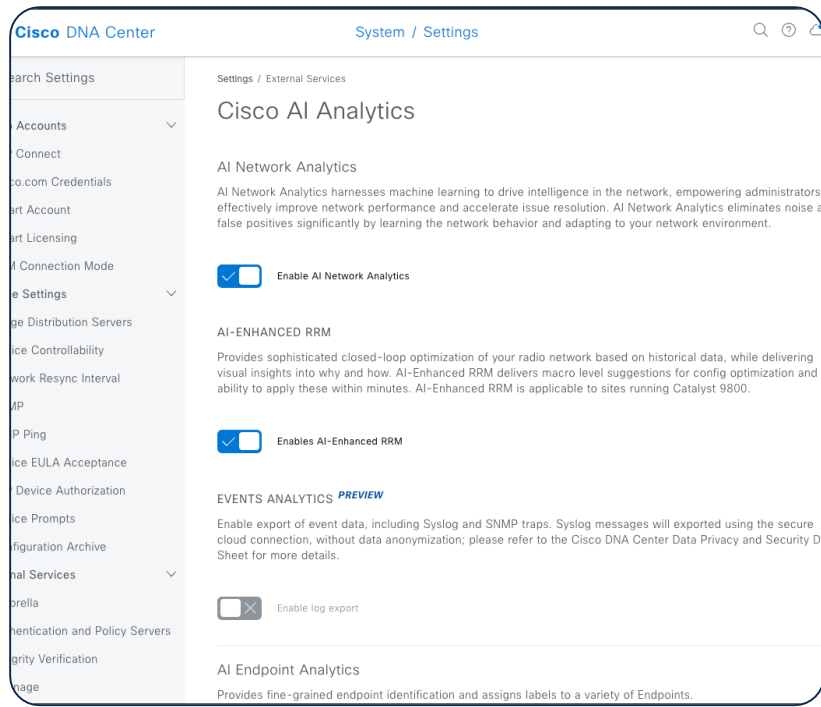 Cisco DNA Center
System / Settings
earch Settings
Accounts
Connect
co.com Credentials
art Account
art Licensing
Connection Mode
e Settings
ge Distribution Servers
ice Controllability
work Resync Interval
MP
P Ping
ice EULA Acceptance
Device Authorization
ice Prompts
figuration Archive
nal Services
rella
hentication and Policy Servers
grity Verification
nage
Settings / External Services
Cisco AI Analytics
AI Network Analytics
AI Network Analytics harnesses machine learning to drive intelligence in the network, empowering administrators
effectively improve network performance and accelerate issue resolution. AI Network Analytics eliminates noise a
false positives significantly by learning the network behavior and adapting to your network environment.
Enable AI Network Analytics
AI-ENHANCED RRM
Provides sophisticated closed-loop optimization of your radio network based on historical data, while delivering
visual insights into why and how. AI-Enhanced RRM delivers macro level suggestions for config optimization and
ability to apply these within minutes. AI-Enhanced RRM is applicable to sites running Catalyst 9800.
Enables AI-Enhanced RRM
EVENTS ANALYTICS PREVIEW
Enable export of event data, including Syslog and SNMP traps. Syslog messages will exported using the secure
cloud connection, without data anonymization; please refer to the Cisco DNA Center Data Privacy and Security D
Sheet for more details.
Enable log export
AI Endpoint Analytics
Provides fine-grained endpoint identification and assigns labels to a variety of Endpoints.